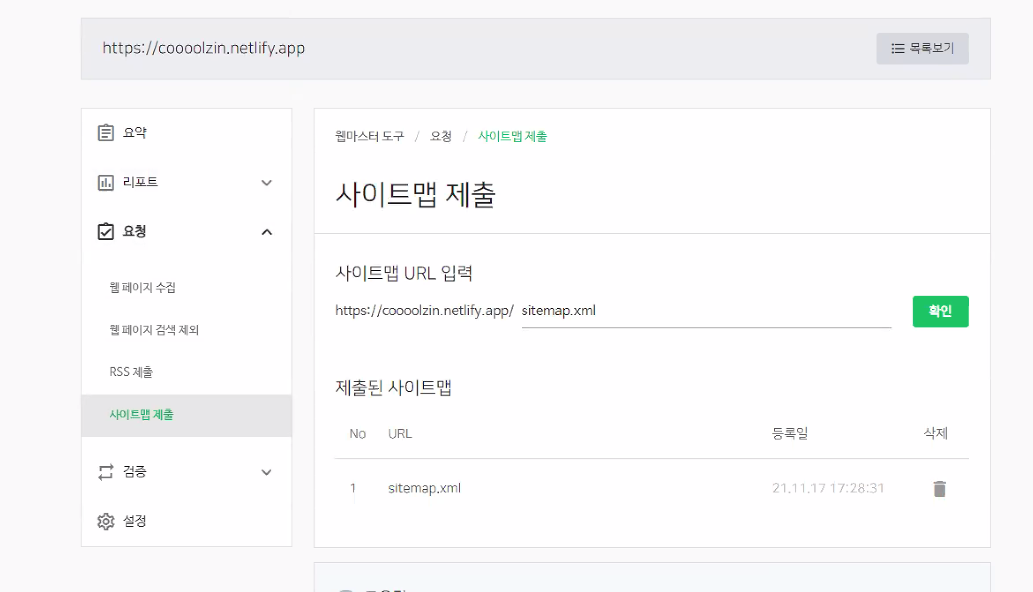 https://coooolzin.netlify.app
목록보기
요약
리포트
요청
웹 페이지 수집
웹 페이지 검색 제외
RSS 제출
사이트맵 제출
검증
설정
웹마스터 도구 / 요청 / 사이트맵 제출
사이트맵 제출
사이트맵 URL 입력
https://coooolzin.netlify.app/ sitemap.xml 확인
제출된 사이트맵
No URL 등록일 삭제
1 sitemap.xml 21.11.17 17:28:31